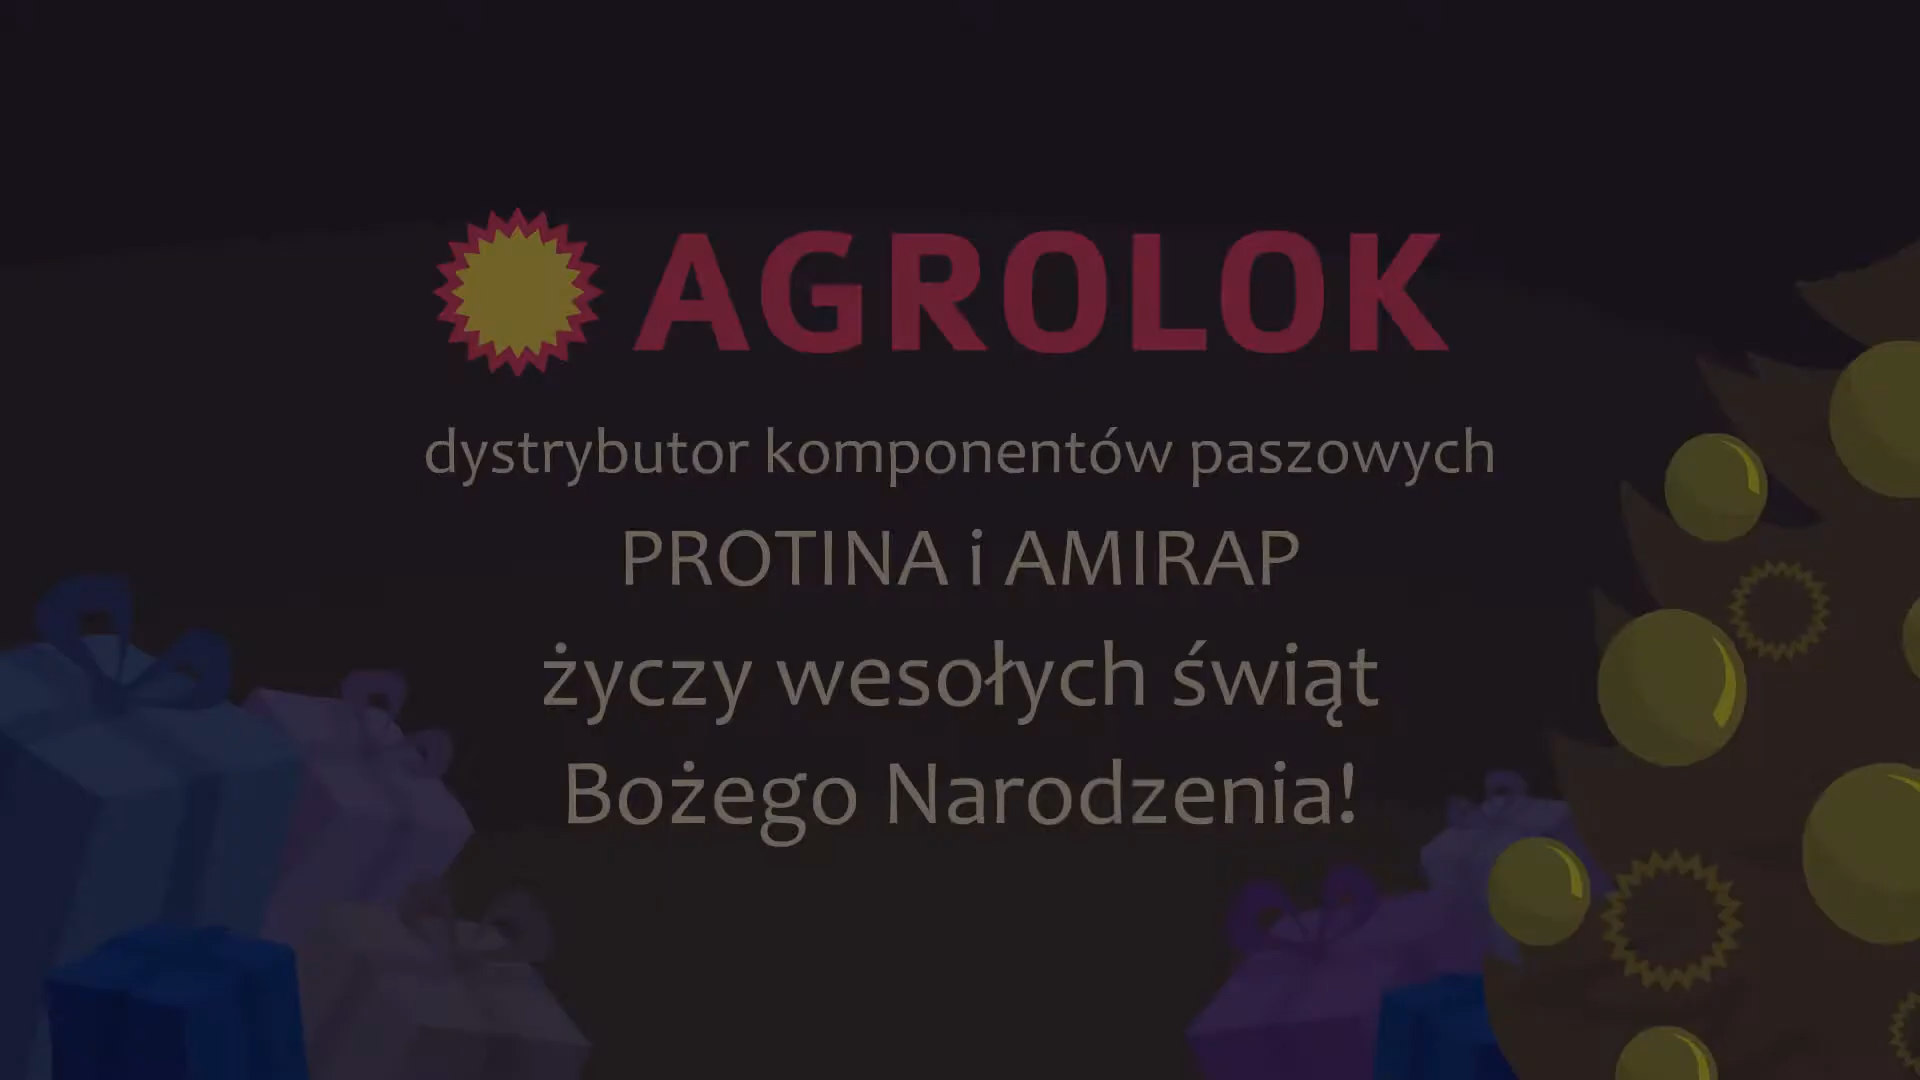 AGROLOK
dystrybutor komponentów paszowych
PROTINA i AMIRAP
życzy wesołych świąt
Bożego Narodzenia!